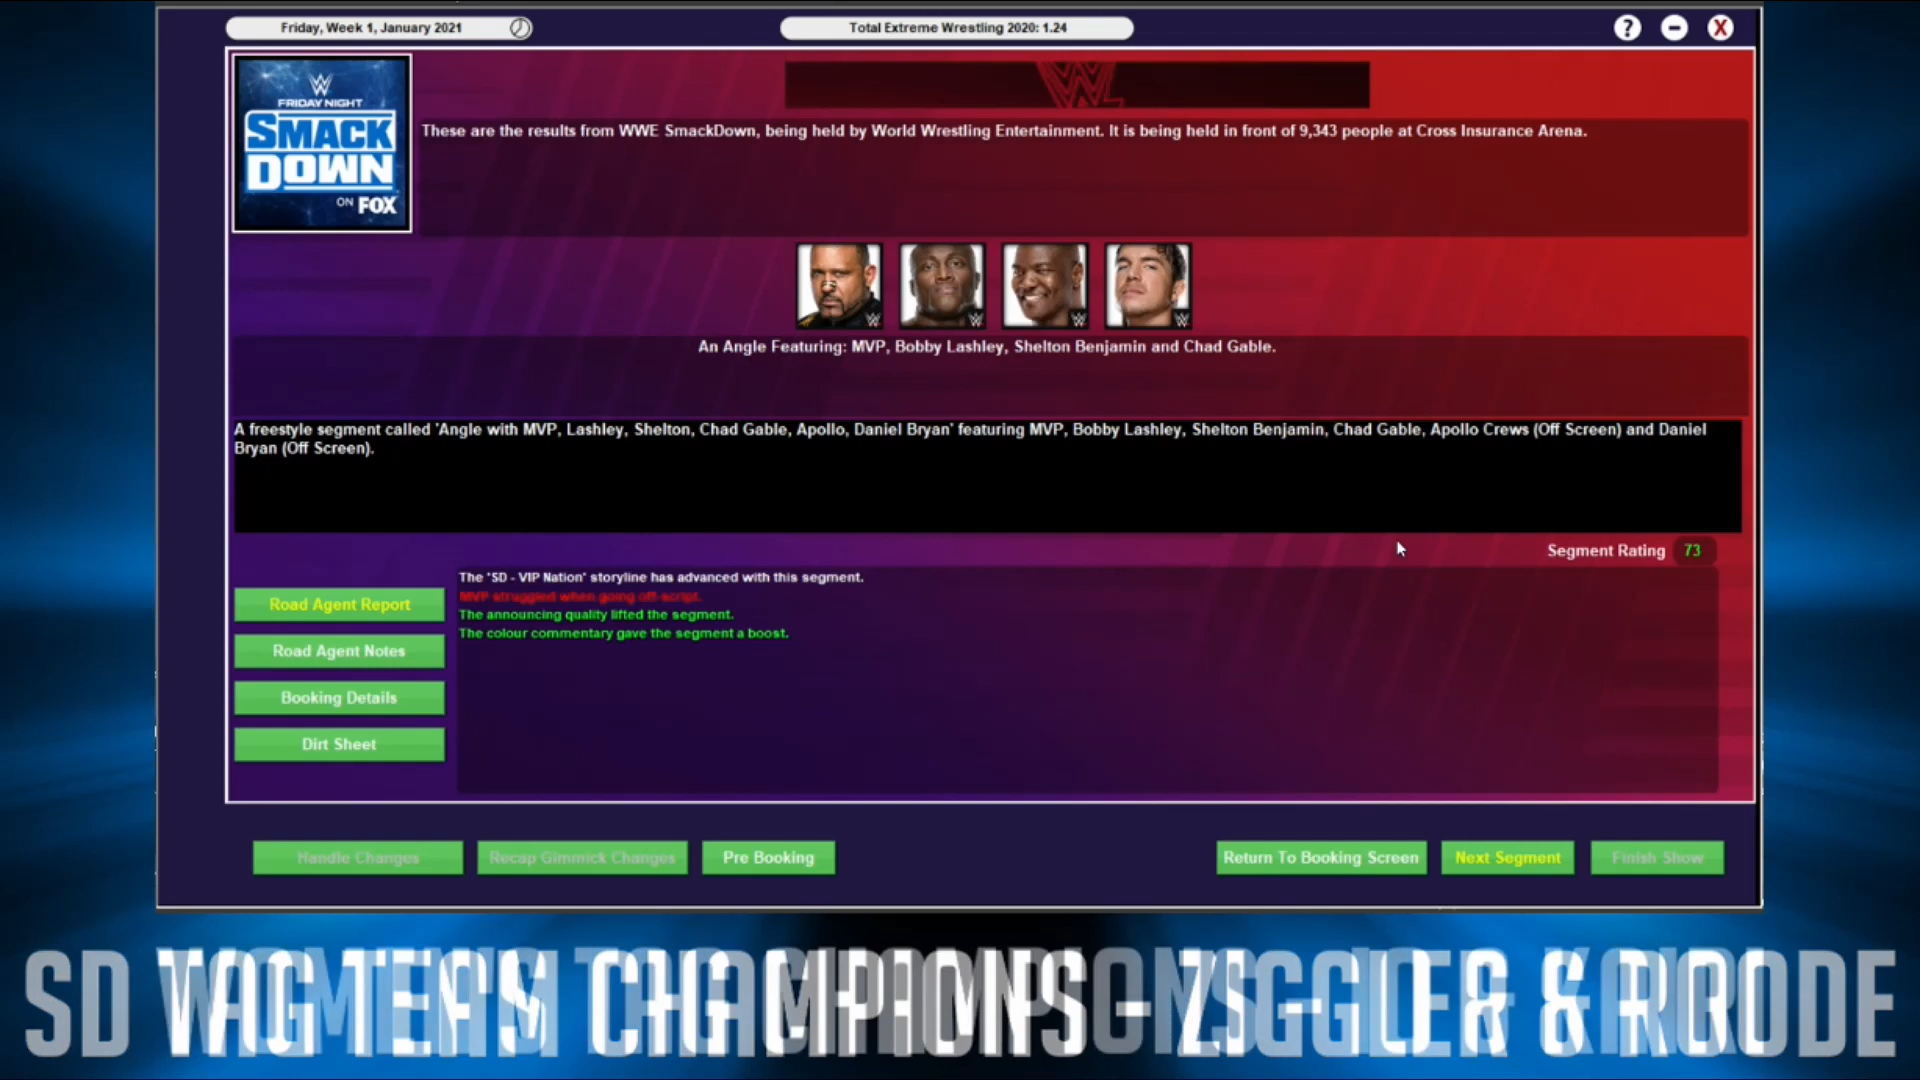 Friday, Week 1, January 2021
Total Extreme Wrestling 2020: 1.24
?
X
FRIDAY NIGHT
SMACK
DOWN
ON FOX
These are the results from WWE SmackDown, being held by World Wrestling Entertainment. It is being held in front of 9,343 people at Cross Insurance Arena.
An Angle Featuring: MVP, Bobby Lashley, Shelton Benjamin and Chad Gable.
A freestyle segment called 'Angle with MVP, Lashley, Shelton, Chad Gable, Apollo, Daniel Bryan' featuring MVP, Bobby Lashley, Shelton Benjamin, Chad Gable, Apollo Crews (Off Screen) and Daniel
Bryan (Off Screen).
Segment Rating 73
Road Agent Report
Road Agent Notes
Booking Details
Dirt Sheet
The 'SD - VIP Nation' storyline has advanced with this segment.
MVP struggled when going off-script.
The announcing quality lifted the segment.
The colour commentary gave the segment a boost.
Handle Changes
Recap Gimmick Changes
Pre Booking
Return To Booking Screen
Next Segment
Finish Show
SD